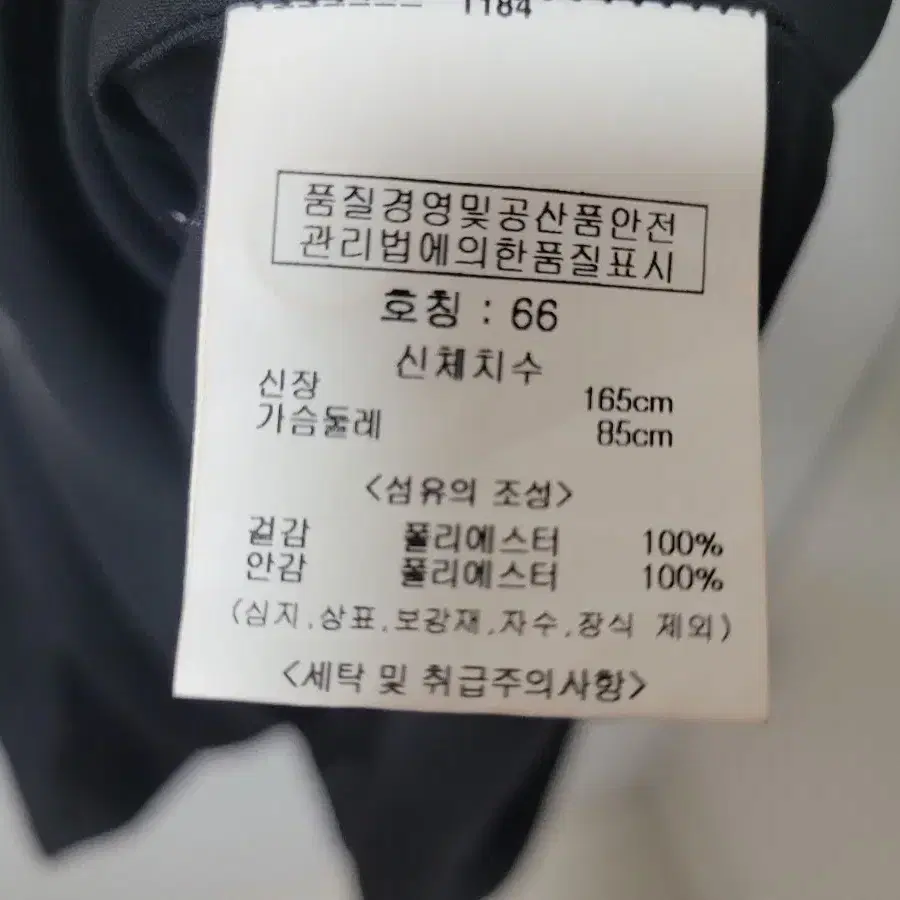 1184
품질경영및공산품안전
관리법에의한품질표시
호칭 : 66
신체치수
신장 165cm
가슴둘레 85cm
<섬유의 조성>
겉감 폴리에스터 100%
안감 폴리에스터 100%
(심지,상표,보강재,자수,장식 제외)
<세탁 및 취급주의사항>